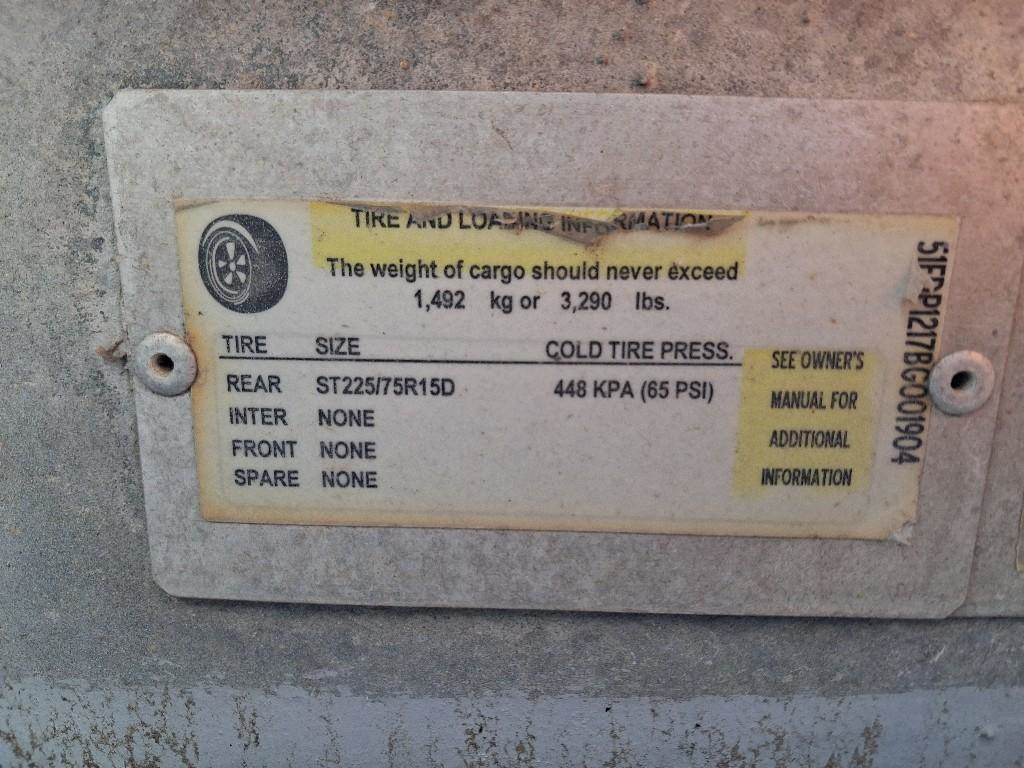 TIRE AND LOADING INFORMATION
The weight of cargo should never exceed
1,492 kg or 3,290 lbs.
TIRE SIZE COLD TIRE PRESS.
REAR ST225/75R15D 448 KPA (65 PSI)
INTER NONE
FRONT NONE
SPARE NONE
SEE OWNER'S
MANUAL FOR
ADDITIONAL
INFORMATION